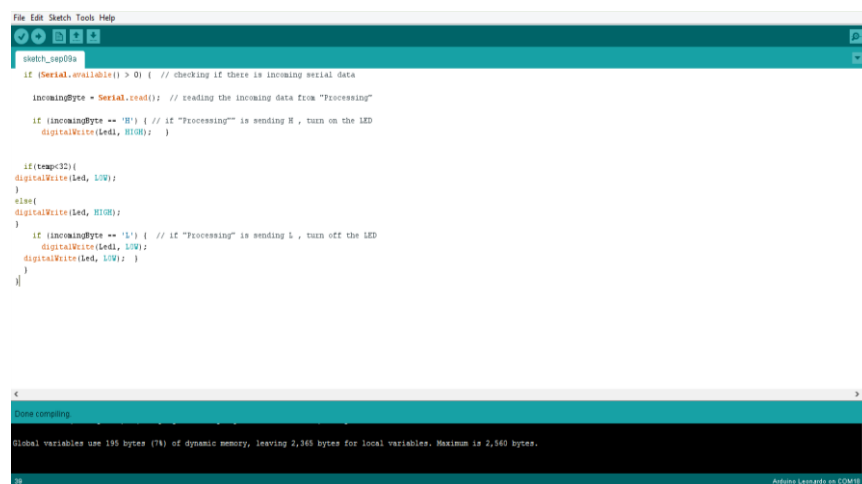 File Edit Sketch Tools Help
sketch_sep09a
if (Serial.available() > 0) { // checking if there is incoming serial data
incomingByte = Serial.read(); // reading the incoming data from "Processing"
if (incomingByte == 'H') { // if "Processing"" is sending H , turn on the LED
digitalWrite(Led1, HIGH); }
if(temp<32){
digitalWrite(Led, LOW);
}
else{
digitalWrite(Led, HIGH);
}
if (incomingByte == 'L') { // if "Processing" is sending L , turn off the LED
digitalWrite(Led1, LOW);
digitalWrite(Led, LOW); }
}
}
Done compiling.
Global variables use 195 bytes (7%) of dynamic memory, leaving 2,365 bytes for local variables. Maximum is 2,560 bytes.
39
Arduino Leonardo on COM18